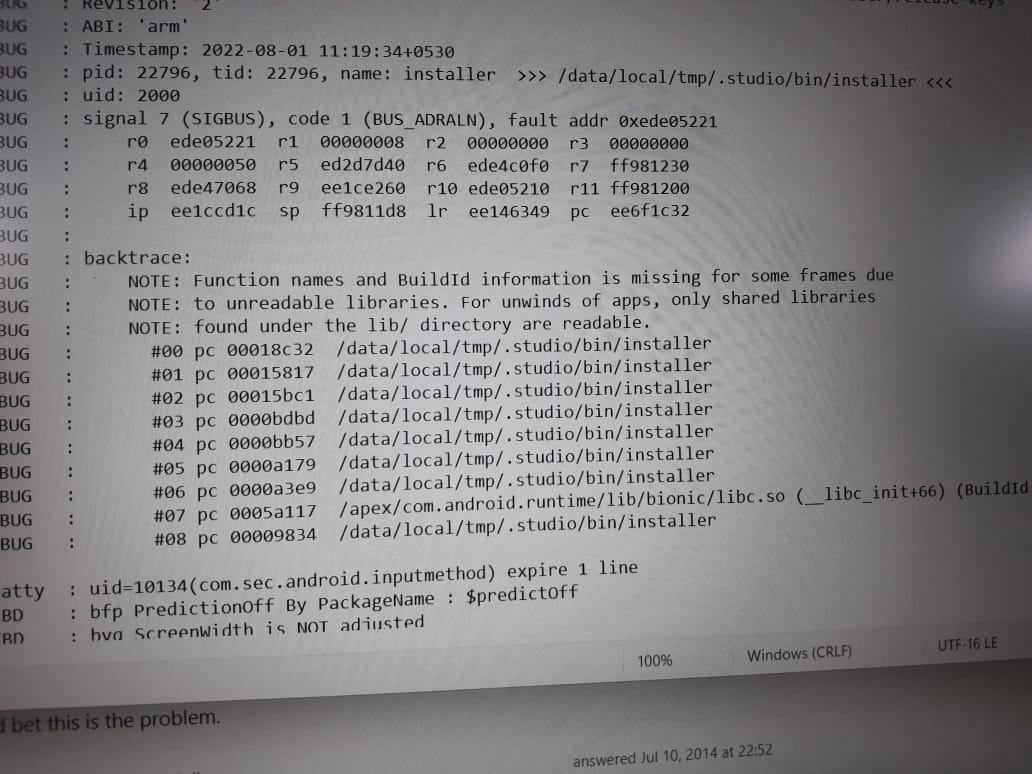 : Revision: '2'
BUG : ABI: 'arm'
BUG : Timestamp: 2022-08-01 11:19:34+0530
BUG : pid: 22796, tid: 22796, name: installer >>> /data/local/tmp/.studio/bin/installer <<<
BUG : uid: 2000
BUG : signal 7 (SIGBUS), code 1 (BUS_ADRALN), fault addr 0xede05221
BUG : r0 ede05221 r1 00000008 r2 00000000 r3 00000000
BUG : r4 00000050 r5 ed2d7d40 r6 ede4c0f0 r7 ff981230
BUG : r8 ede47068 r9 ee1ce260 r10 ede05210 r11 ff981200
BUG : ip ee1ccd1c sp ff9811d8 lr ee146349 pc ee6f1c32
BUG :
BUG : backtrace:
BUG : NOTE: Function names and BuildId information is missing for some frames due
BUG : NOTE: to unreadable libraries. For unwinds of apps, only shared libraries
BUG : NOTE: found under the lib/ directory are readable.
BUG : #00 pc 00018c32 /data/local/tmp/.studio/bin/installer
BUG : #01 pc 00015817 /data/local/tmp/.studio/bin/installer
BUG : #02 pc 00015bc1 /data/local/tmp/.studio/bin/installer
BUG : #03 pc 0000bdbd /data/local/tmp/.studio/bin/installer
BUG : #04 pc 0000bb57 /data/local/tmp/.studio/bin/installer
BUG : #05 pc 0000a179 /data/local/tmp/.studio/bin/installer
BUG : #06 pc 0000a3e9 /data/local/tmp/.studio/bin/installer
BUG : #07 pc 0005a117 /apex/com.android.runtime/lib/bionic/libc.so (__libc_init+66) (BuildId
BUG : #08 pc 00009834 /data/local/tmp/.studio/bin/installer
atty : uid=10134(com.sec.android.inputmethod) expire 1 line
BD : bfp PredictionOff By PackageName : $predictOff
BD : bvg ScreenWidth is NOT adjusted
100% Windows (CRLF) UTF-16 LE
d bet this is the problem.
answered Jul 10, 2014 at 22:52